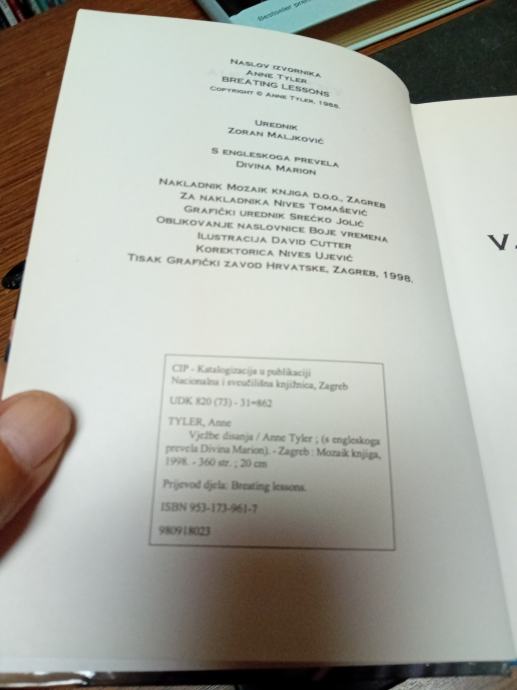 Bestseller
NASLOV IZVORNIKA
ANNE TYLER
BREATING LESSONS
COPYRIGHT © ANNE TYLER, 1988.
UREDNIK
ZORAN MALJKOVIĆ
S ENGLESKOGA PREVELA
DIVINA MARION
NAKLADNIK MOZAIK KNJIGA D.O.O., ZAGREB
ZA NAKLADNIKA NIVES TOMAŠEVIĆ
GRAFIČKI UREDNIK SREĆKO JOLIĆ
OBLIKOVANJE NASLOVNICE BOJE VREMENA
ILUSTRACIJA DAVID CUTTER
KOREKTORICA NIVES UJEVIĆ
TISAK GRAFIČKI ZAVOD HRVATSKE, ZAGREB, 1998.
CIP - Katalogizacija u publikaciji
Nacionalna i sveučilišna knjižnica, Zagreb
UDK 820 (73) - 31=862
TYLER, Anne
Vježbe disanja / Anne Tyler ; (s engleskoga
prevela Divina Marion). - Zagreb : Mozaik knjiga,
1998. - 360 str. ; 20 cm
Prijevod djela: Breating lessons.
ISBN 953-173-961-7
980918023
V